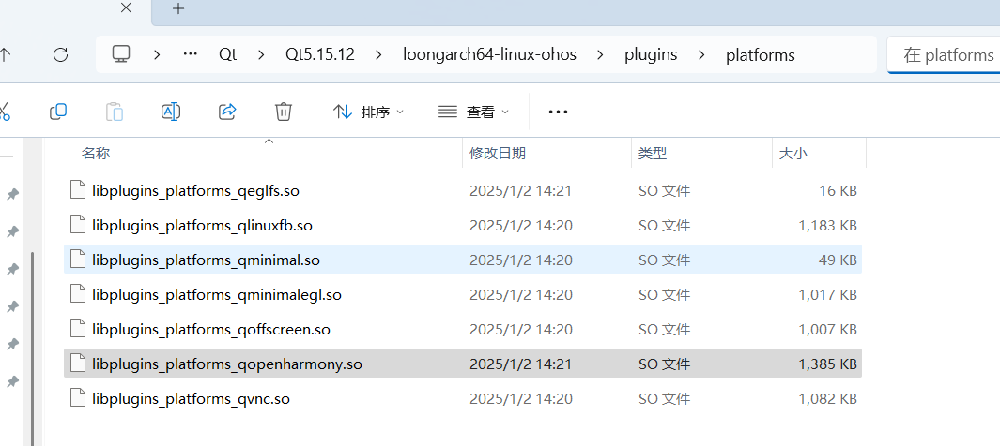 … Qt Qt5.15.12 loongarch64-linux-ohos plugins platforms 在 platforms
排序 查看
名称 修改日期 类型 大小
libplugins_platforms_qeglfs.so 2025/1/2 14:21 SO 文件 16 KB
libplugins_platforms_qlinuxfb.so 2025/1/2 14:20 SO 文件 1,183 KB
libplugins_platforms_qminimal.so 2025/1/2 14:20 SO 文件 49 KB
libplugins_platforms_qminimalegl.so 2025/1/2 14:20 SO 文件 1,017 KB
libplugins_platforms_qoffscreen.so 2025/1/2 14:20 SO 文件 1,007 KB
libplugins_platforms_qopenharmony.so 2025/1/2 14:21 SO 文件 1,385 KB
libplugins_platforms_qvnc.so 2025/1/2 14:20 SO 文件 1,082 KB